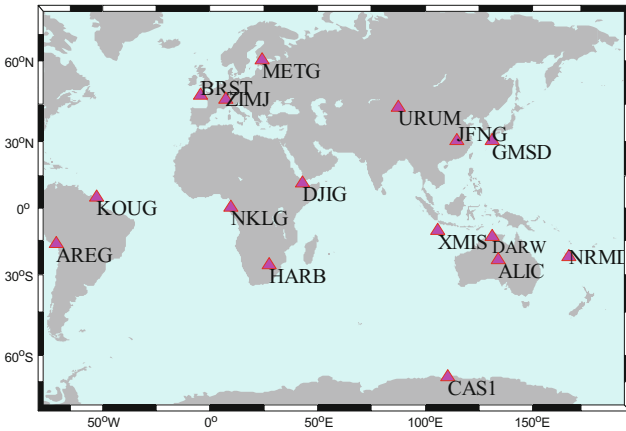 60°N
METG
BRST
ZIMJ
URUM
30°N
JFNG
GMSD
DJIG
KOUG
NKLG
0°
XMIS
DARW
AREG
ALIC
NRMD
HARB
30°S
60°S
CAS1
50°W
0°
50°E
100°E
150°E